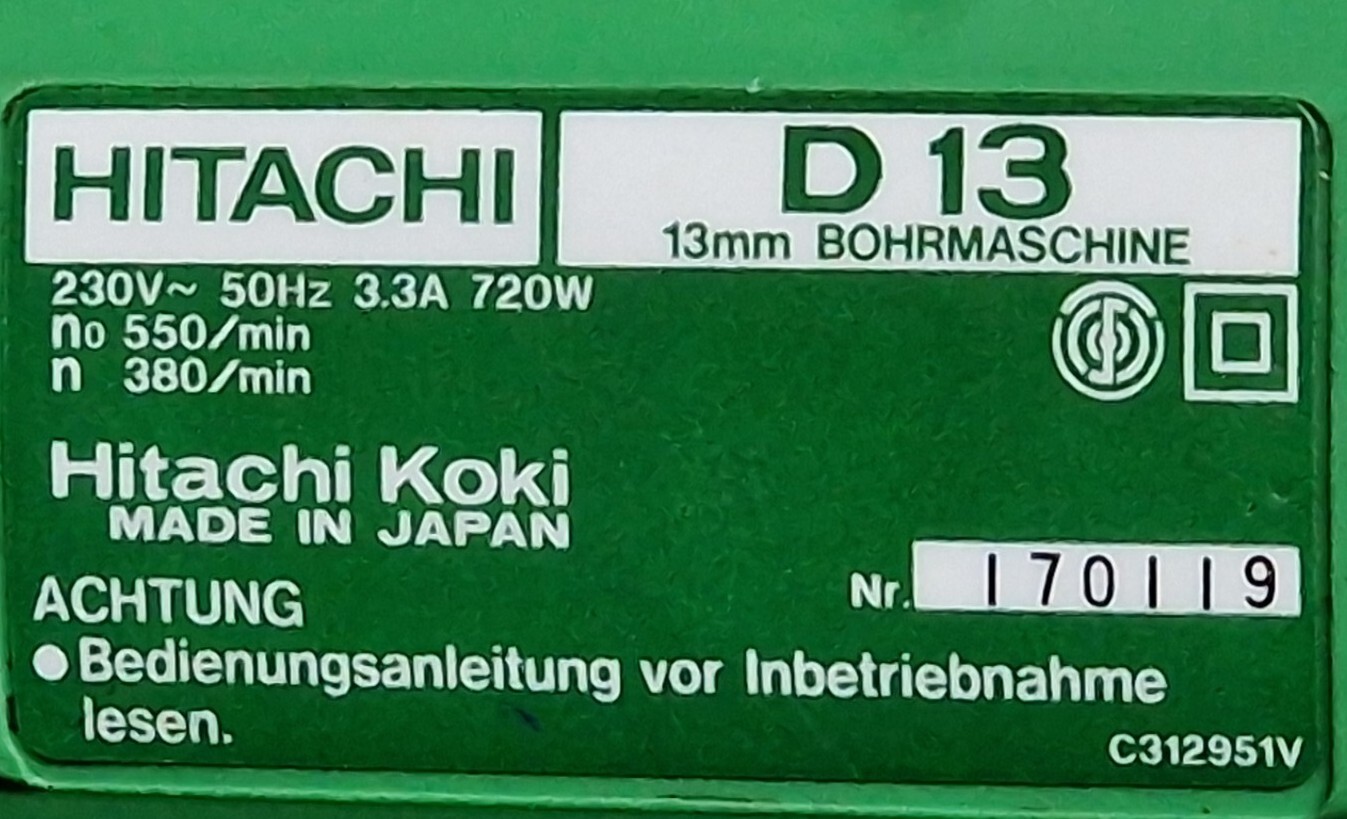 HITACHI
D 13
13mm BOHRMASCHINE
230V~ 50Hz 3.3A 720W
no 550/min
n 380/min
Hitachi Koki
MADE IN JAPAN
Nr. 170119
ACHTUNG
● Bedienungsanleitung vor Inbetriebnahme
lesen.
C312951V